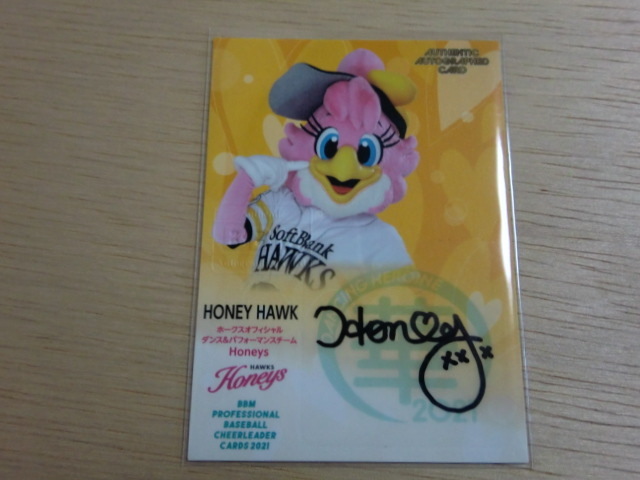 AUTHENTIC
AUTOGRAPHED
CARD
SoftBank
HAWKS
HONEY HAWK
ホークスオフィシャル
ダンス&パフォーマンスチーム
Honeys
HAWKS
Honeys
華
2021
BBM
PROFESSIONAL
BASEBALL
CHEERLEADER
CARDS 2021